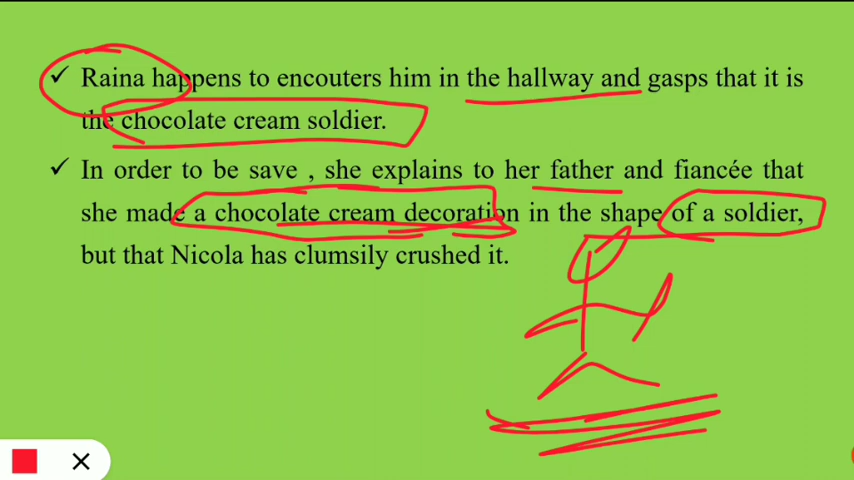 ✓ Raina happens to encouters him in the hallway and gasps that it is
the chocolate cream soldier.
✓ In order to be save , she explains to her father and fiancée that
she made a chocolate cream decoration in the shape of a soldier,
but that Nicola has clumsily crushed it.